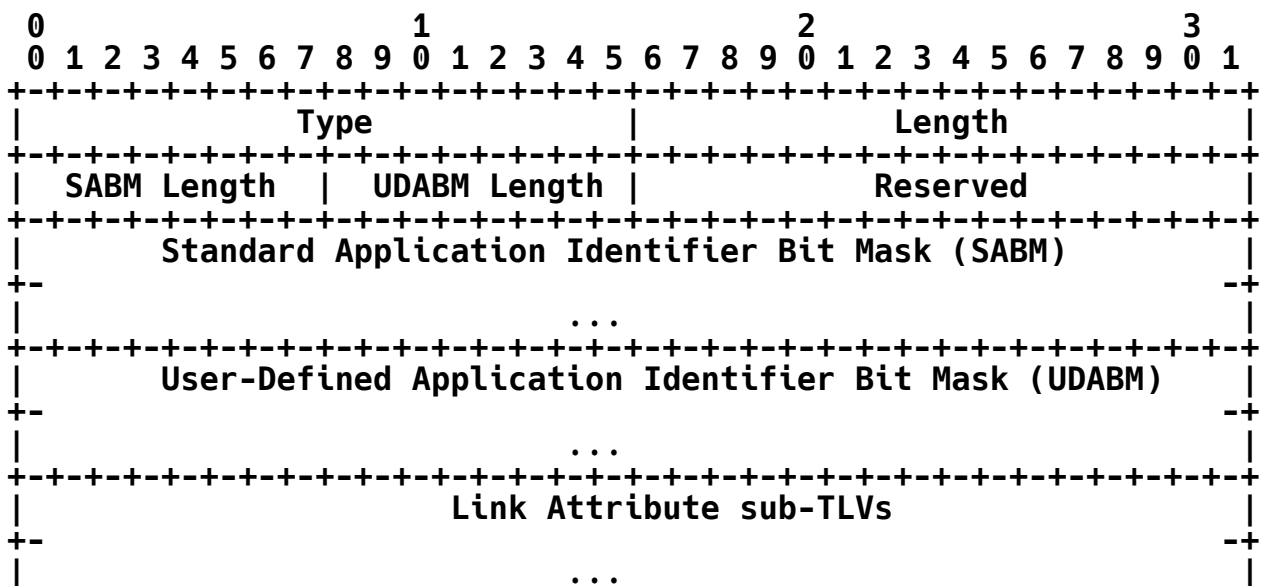 0                   1                   2                   3
 0 1 2 3 4 5 6 7 8 9 0 1 2 3 4 5 6 7 8 9 0 1 2 3 4 5 6 7 8 9 0 1
+-+-+-+-+-+-+-+-+-+-+-+-+-+-+-+-+-+-+-+-+-+-+-+-+-+-+-+-+-+-+-+-+
|              Type             |             Length            |
+-+-+-+-+-+-+-+-+-+-+-+-+-+-+-+-+-+-+-+-+-+-+-+-+-+-+-+-+-+-+-+-+
|  SABM Length  |  UDABM Length |            Reserved           |
+-+-+-+-+-+-+-+-+-+-+-+-+-+-+-+-+-+-+-+-+-+-+-+-+-+-+-+-+-+-+-+-+
|       Standard Application Identifier Bit Mask (SABM)         |
+-                                                             -+
|                            ...                                |
+-+-+-+-+-+-+-+-+-+-+-+-+-+-+-+-+-+-+-+-+-+-+-+-+-+-+-+-+-+-+-+-+
|       User-Defined Application Identifier Bit Mask (UDABM)    |
+-                                                             -+
|                            ...                                |
+-+-+-+-+-+-+-+-+-+-+-+-+-+-+-+-+-+-+-+-+-+-+-+-+-+-+-+-+-+-+-+-+
|                      Link Attribute sub-TLVs                  |
+-                                                             -+
|                            ...                                |